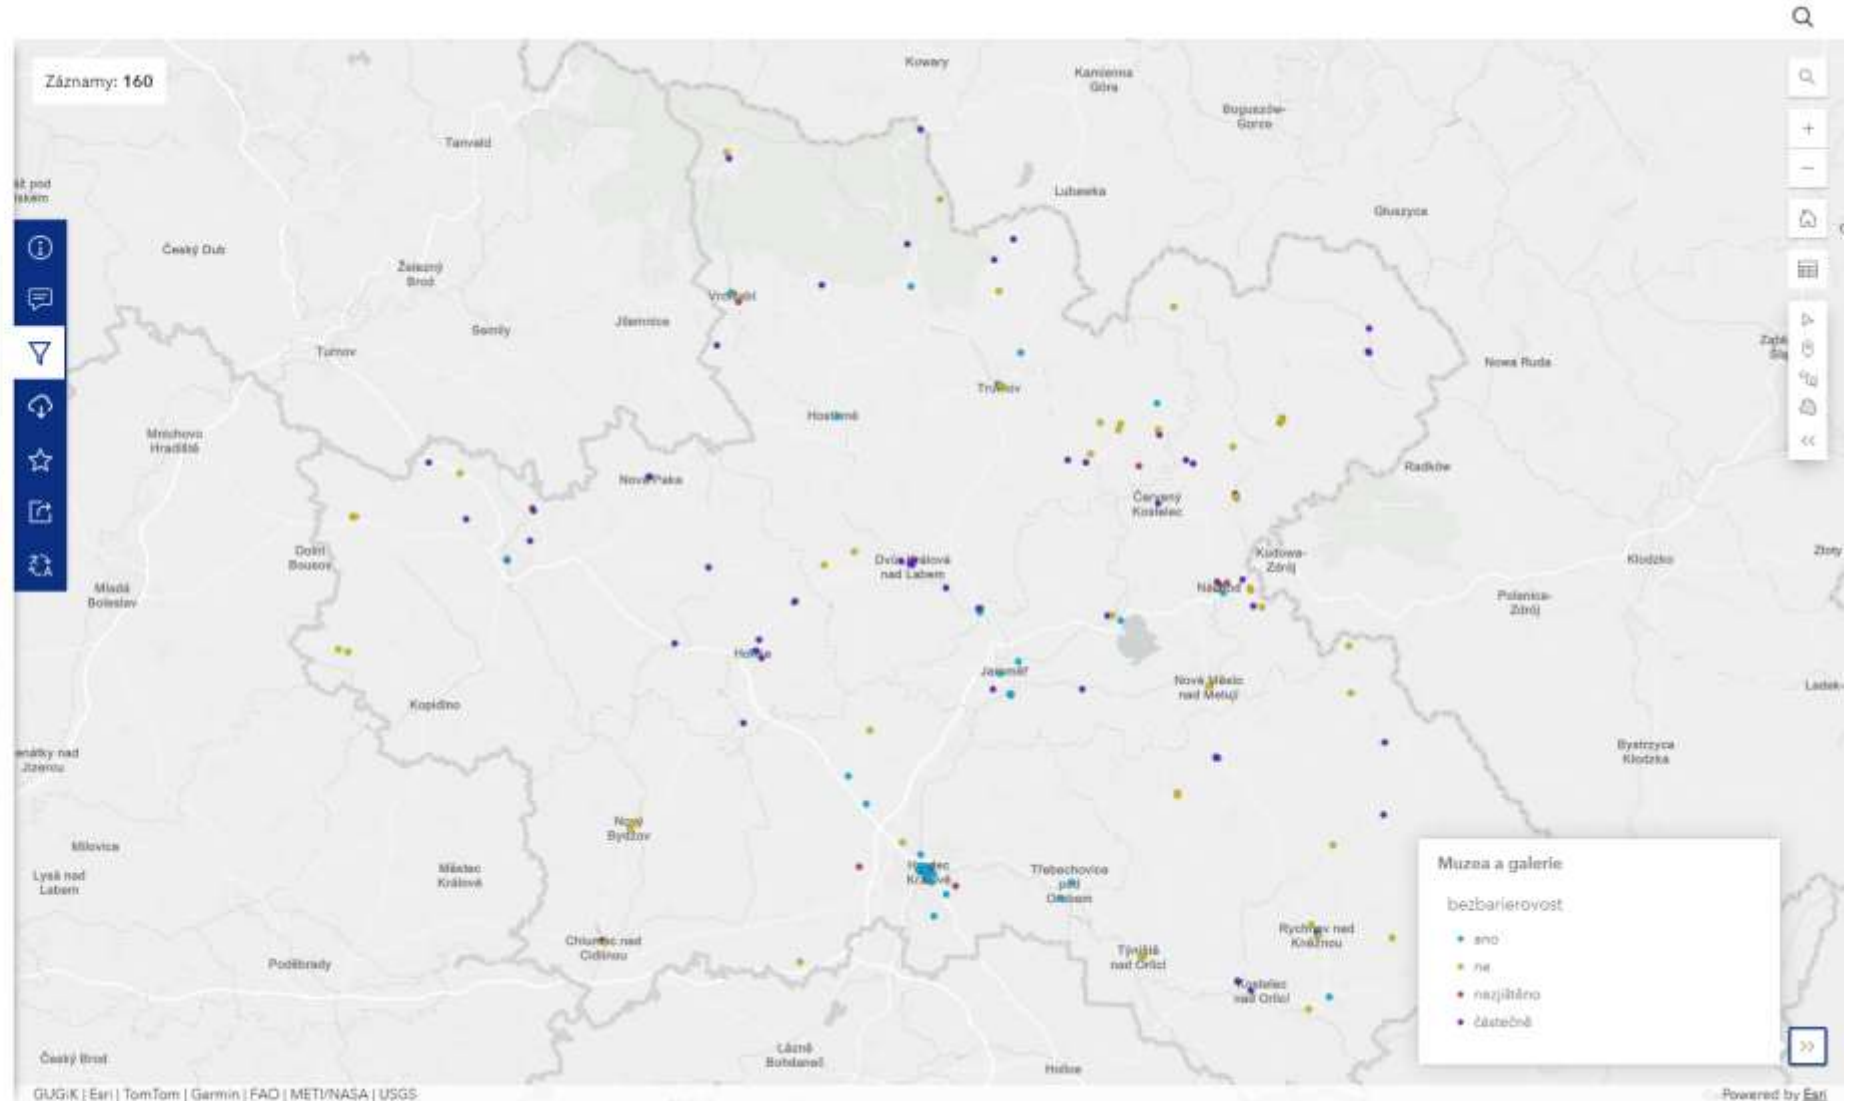 Záznamy: 160
Kowary
Kamienna
Góra
Boguszów-
Gorce
Tanvald
Lubawka
Głuszyca
Český Dub
Železný
Brod
Vrchlabí
Jilemnice
Semily
Turnov
Nowa Ruda
Trutnov
Hostinné
Mnichovo
Hradiště
Radków
Nová Paka
Červený
Kostelec
Dolní
Bousov
Dvůr Králové
nad Labem
Kudowa-
Zdrój
Kłodzko
Mladá
Boleslav
Náchod
Polanica-
Zdrój
Hořice
Jaroměř
Nové Město
nad Metují
Kopidlno
Bystrzyca
Kłodzka
Nový
Bydžov
Milovice
Lysá nad
Labem
Městec
Králové
Hradec
Králové
Třebechovice
pod
Orebem
Chlumec nad
Cidlinou
Poděbrady
Týniště
nad Orlicí
Rychnov nad
Kněžnou
Kostelec
nad Orlicí
Český Brod
Lázně
Bohdaneč
Holice
Muzea a galerie
bezbarierovost
ano
ne
nezjištěno
částečně
GUGiK | Esri | TomTom | Garmin | FAO | METI/NASA | USGS
Powered by Esri